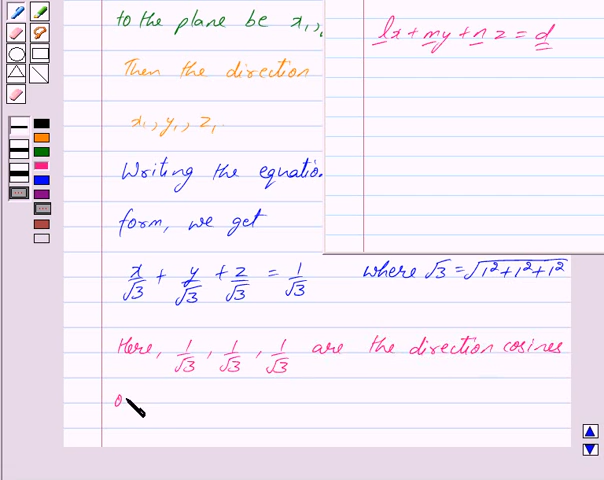 to the plane be x₁,
Then the direction
x₁, y₁, z₁
Writing the equatio
form, we get
x/√3 + y/√3 + z/√3 = 1/√3 where √3 = √(1²+1²+1²)
Here, 1/√3, 1/√3, 1/√3 are the direction cosines
o
lx + my + nz = d